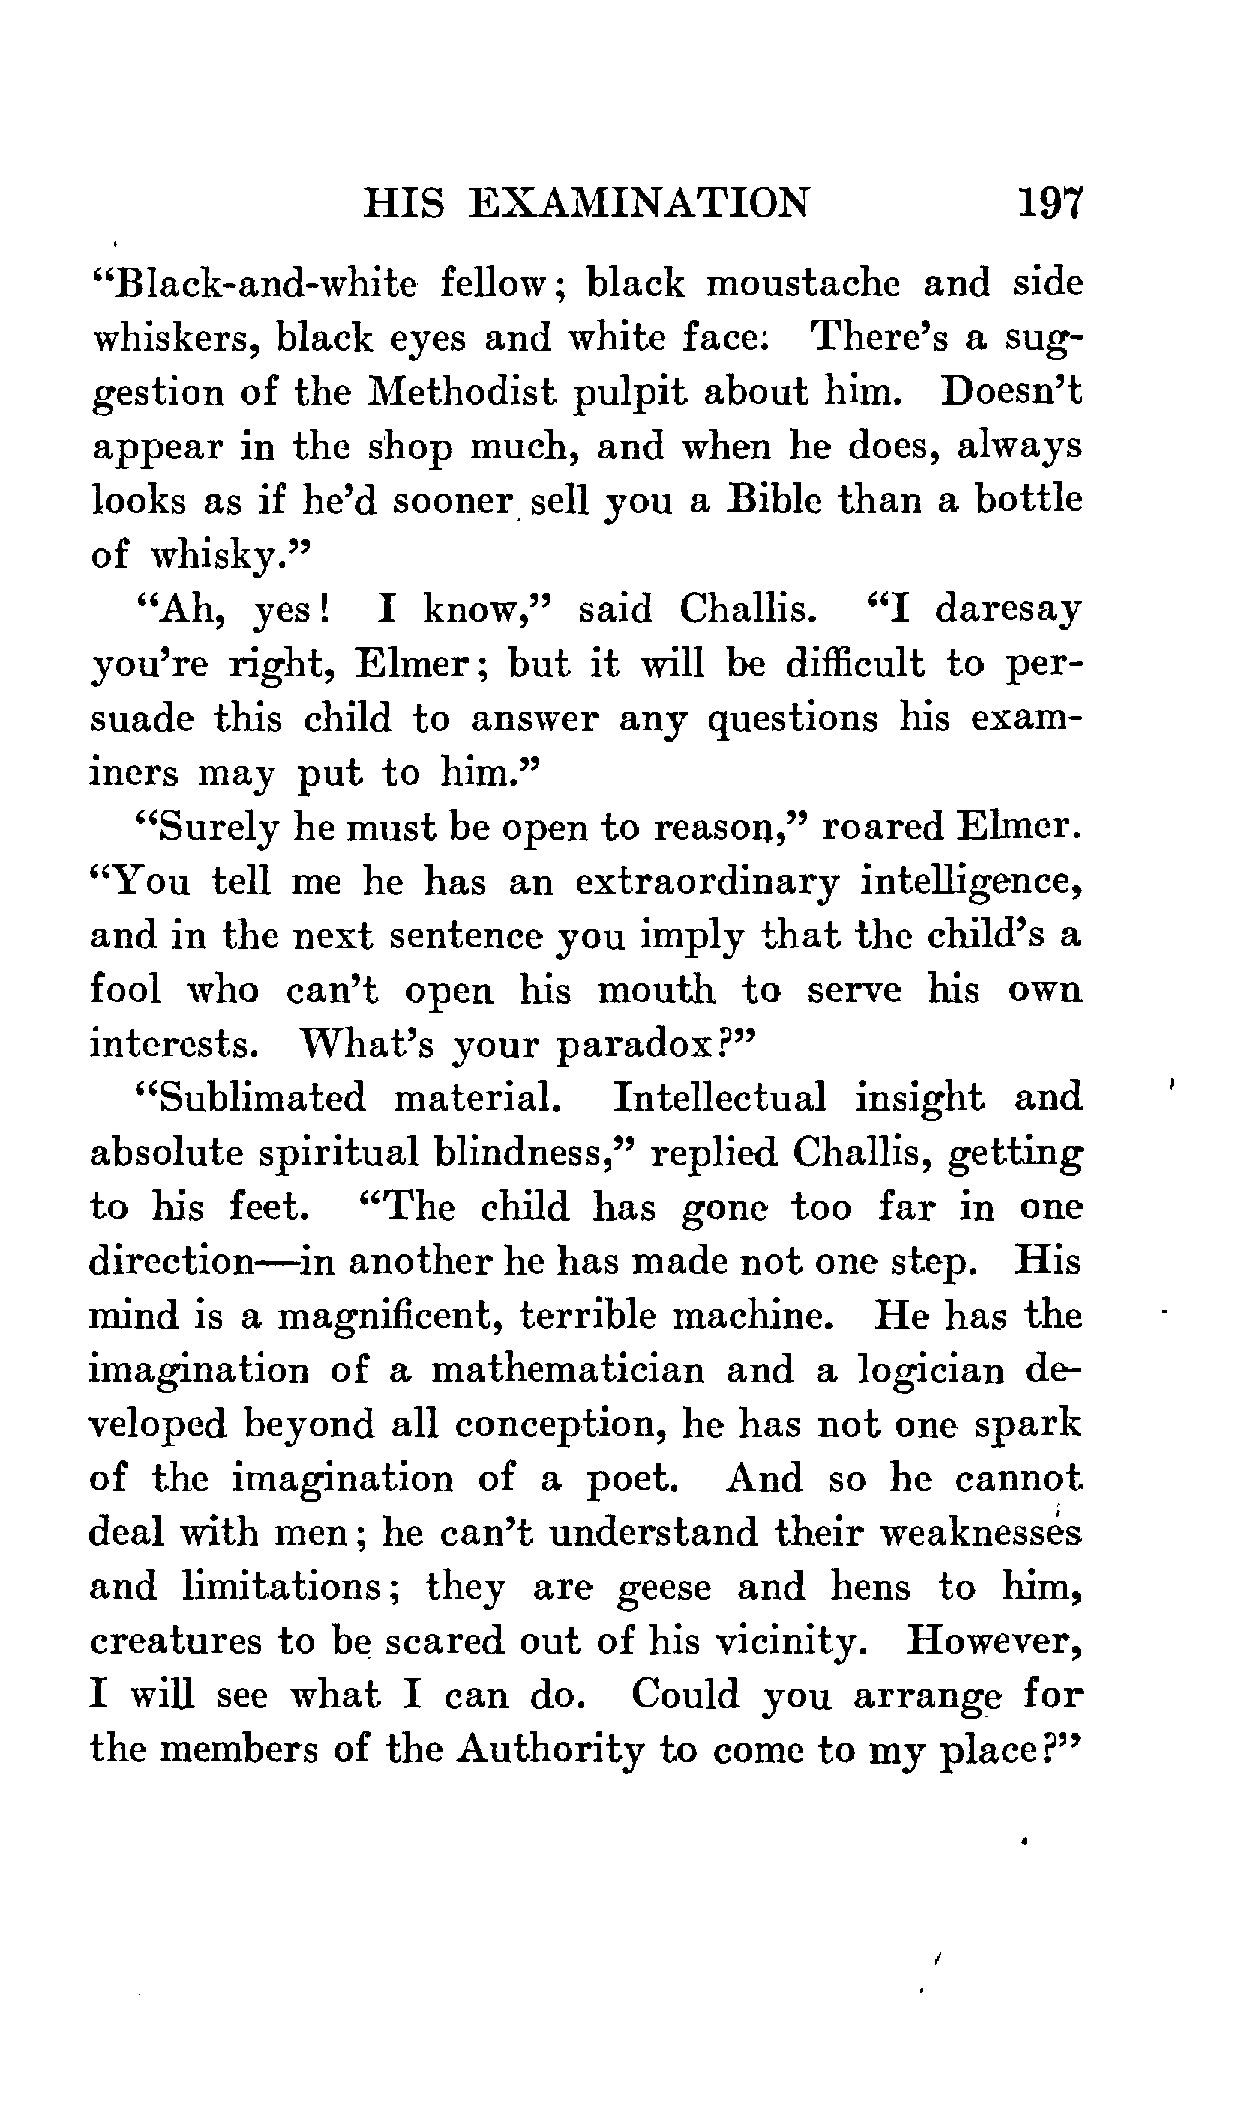 HIS EXAMINATION 197
"Black-and-white fellow; black moustache and side
whiskers, black eyes and white face. There's a sug-
gestion of the Methodist pulpit about him. Doesn't
appear in the shop much, and when he does, always
looks as if he'd sooner sell you a Bible than a bottle
of whisky."
"Ah, yes! I know," said Challis. "I daresay
you're right, Elmer; but it will be difficult to per-
suade this child to answer any questions his exam-
iners may put to him."
"Surely he must be open to reason," roared Elmer.
"You tell me he has an extraordinary intelligence,
and in the next sentence you imply that the child's a
fool who can't open his mouth to serve his own
interests. What's your paradox?"
"Sublimated material. Intellectual insight and
absolute spiritual blindness," replied Challis, getting
to his feet. "The child has gone too far in one
direction—in another he has made not one step. His
mind is a magnificent, terrible machine. He has the
imagination of a mathematician and a logician de-
veloped beyond all conception, he has not one spark
of the imagination of a poet. And so he cannot
deal with men; he can't understand their weaknesses
and limitations; they are geese and hens to him,
creatures to be scared out of his vicinity. However,
I will see what I can do. Could you arrange for
the members of the Authority to come to my place?"